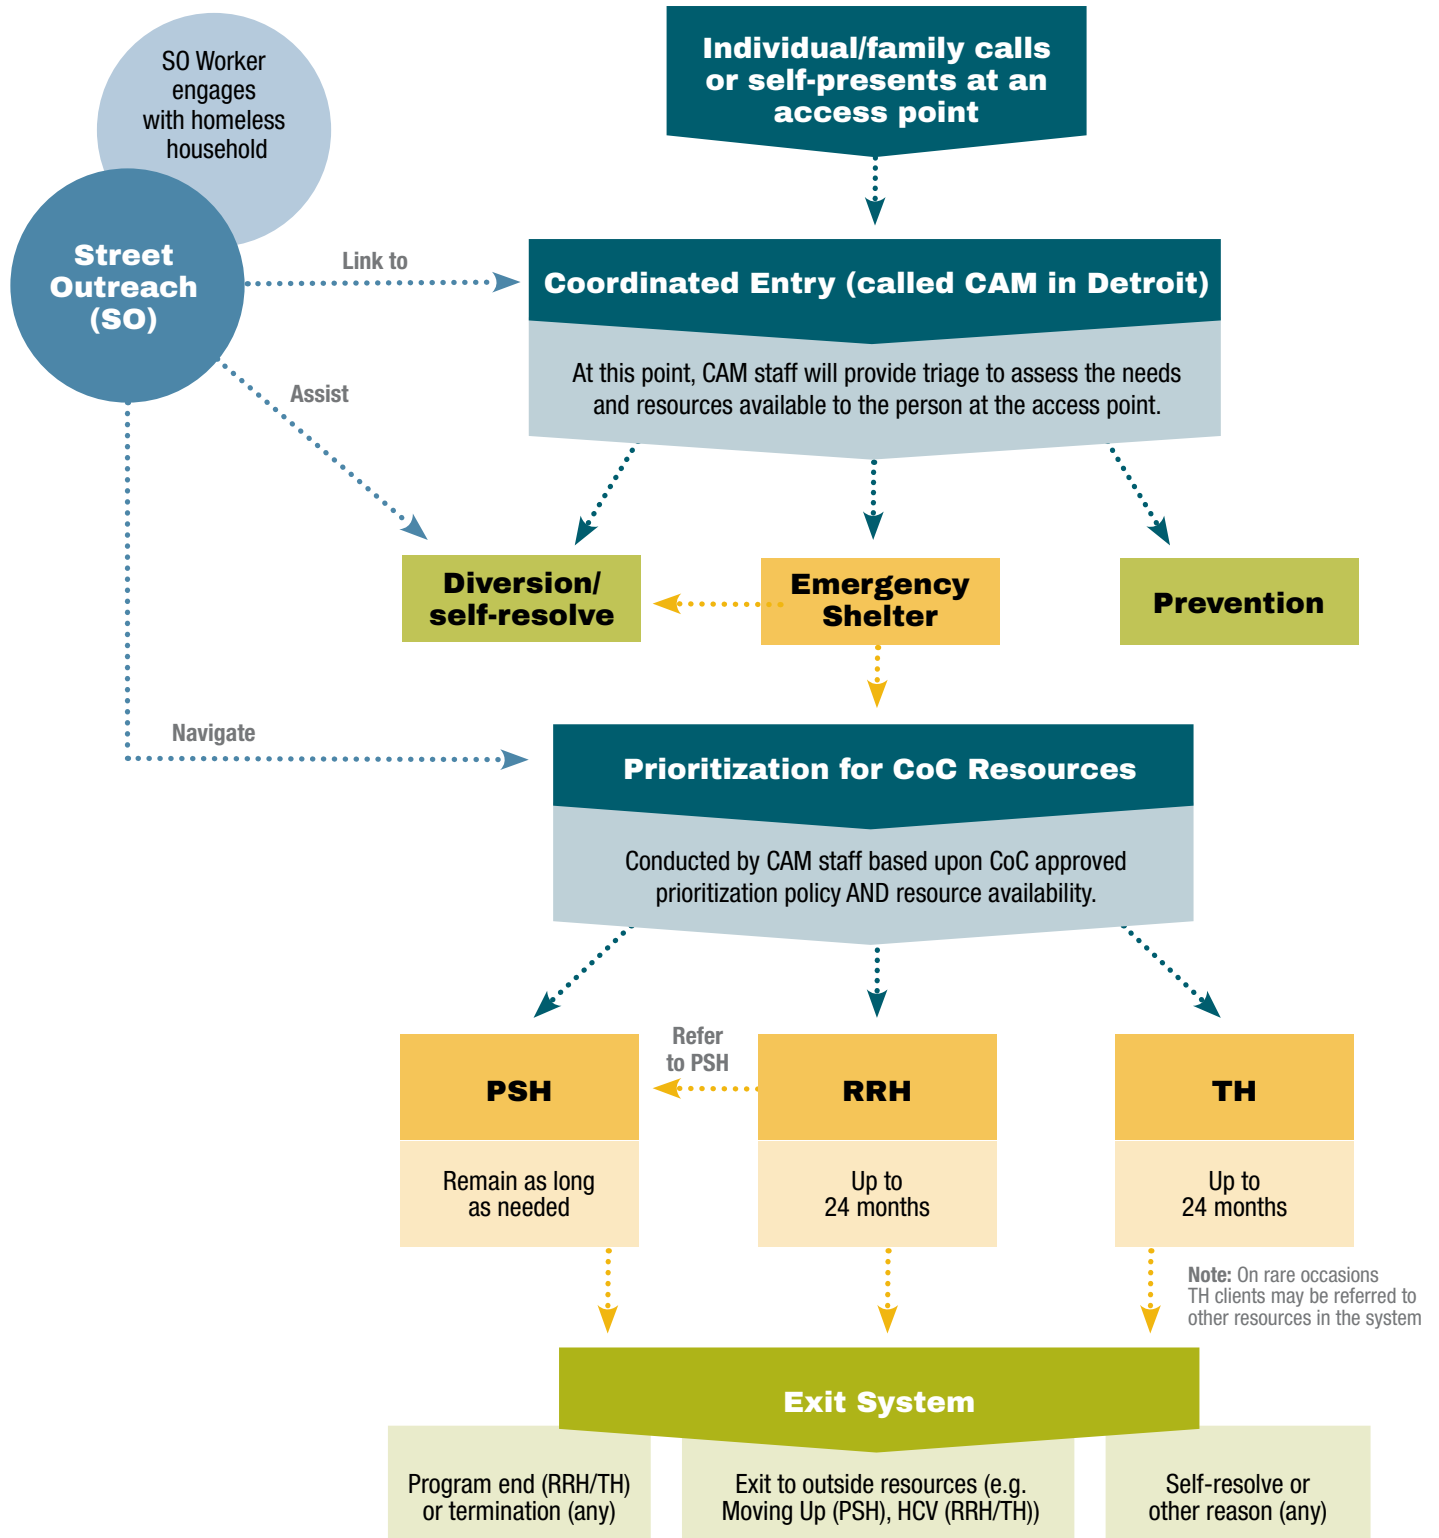 SO Worker
engages
with homeless
household
Street
Outreach
(SO)
Individual/family calls
or self-presents at an
access point
Link to
Coordinated Entry (called CAM in Detroit)
At this point, CAM staff will provide triage to assess the needs
and resources available to the person at the access point.
Assist
Diversion/
self-resolve
Emergency
Shelter
Prevention
Navigate
Prioritization for CoC Resources
Conducted by CAM staff based upon CoC approved
prioritization policy AND resource availability.
PSH
Refer
to PSH
RRH
TH
Remain as long
as needed
Up to
24 months
Up to
24 months
Note: On rare occasions
TH clients may be referred to
other resources in the system
Exit System
Program end (RRH/TH)
or termination (any)
Exit to outside resources (e.g.
Moving Up (PSH), HCV (RRH/TH))
Self-resolve or
other reason (any)